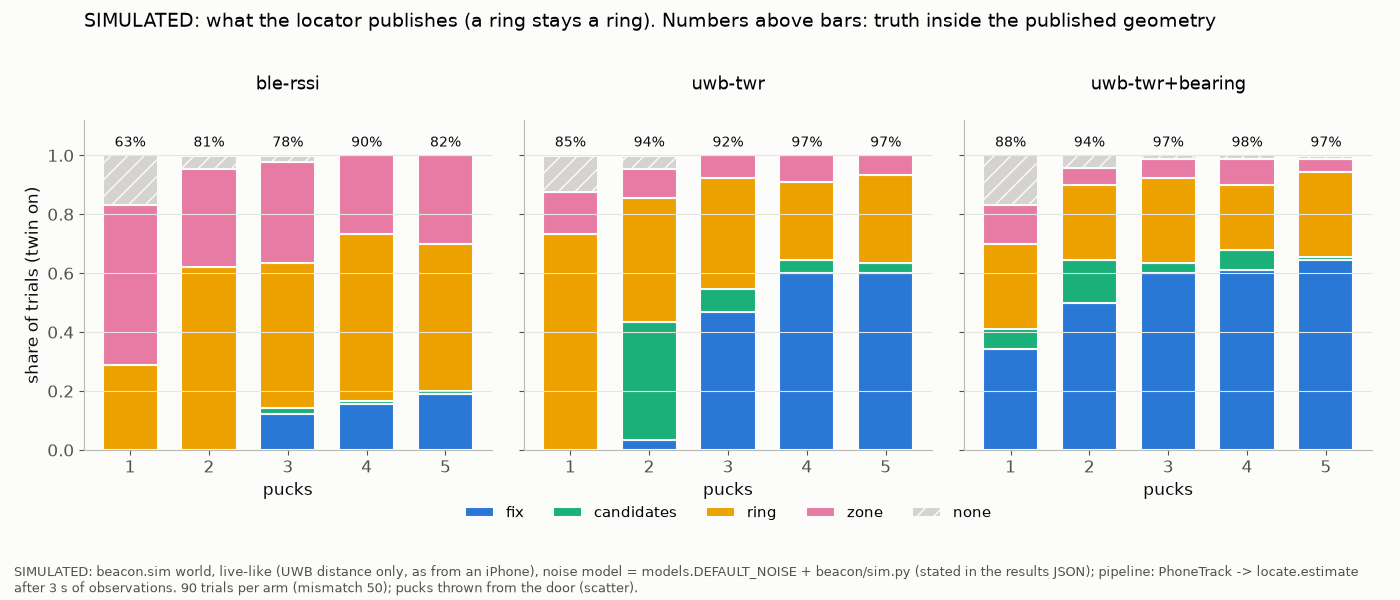 SIMULATED: what the locator publishes (a ring stays a ring). Numbers above bars: truth inside the published geometry
ble-rssi
uwb-twr
uwb-twr+bearing
63% 81% 78% 90% 82%
85% 94% 92% 97% 97%
88% 94% 97% 98% 97%
share of trials (twin on)
1.0
0.8
0.6
0.4
0.2
0.0
1 2 3 4 5
1 2 3 4 5
1 2 3 4 5
pucks
pucks
pucks
fix candidates ring zone none
SIMULATED: beacon.sim world, live-like (UWB distance only, as from an iPhone), noise model = models.DEFAULT_NOISE + beacon/sim.py (stated in the results JSON); pipeline: PhoneTrack -> locate.estimate
after 3 s of observations. 90 trials per arm (mismatch 50); pucks thrown from the door (scatter).